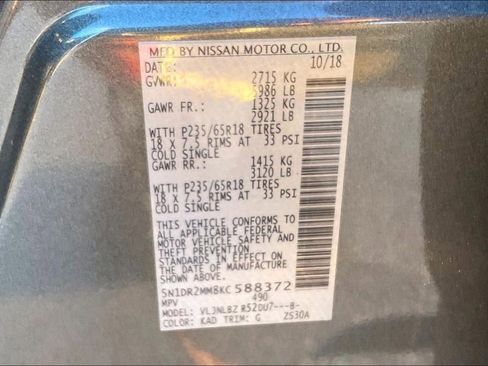 MFD BY NISSAN MOTOR CO., LTD.
DATE: 10/18
GVWR: 2715 KG
5986 LB
GAWR FR.: 1325 KG
2921 LB
WITH P235/65R18 TIRES
18 X 7.5 RIMS AT 33 PSI
COLD SINGLE
GAWR RR.: 1415 KG
3120 LB
WITH P235/65R18 TIRES
18 X 7.5 RIMS AT 33 PSI
COLD SINGLE
THIS VEHICLE CONFORMS TO
ALL APPLICABLE FEDERAL
MOTOR VEHICLE SAFETY AND
THEFT PREVENTION
STANDARDS IN EFFECT ON
THE DATE OF MANUFACTURE
SHOWN ABOVE.
5N1DR2MM8KC588372
MPV 490
MODEL: VL3NLBZ R52DU7---B-
COLOR: KAD TRIM: G ZS30A